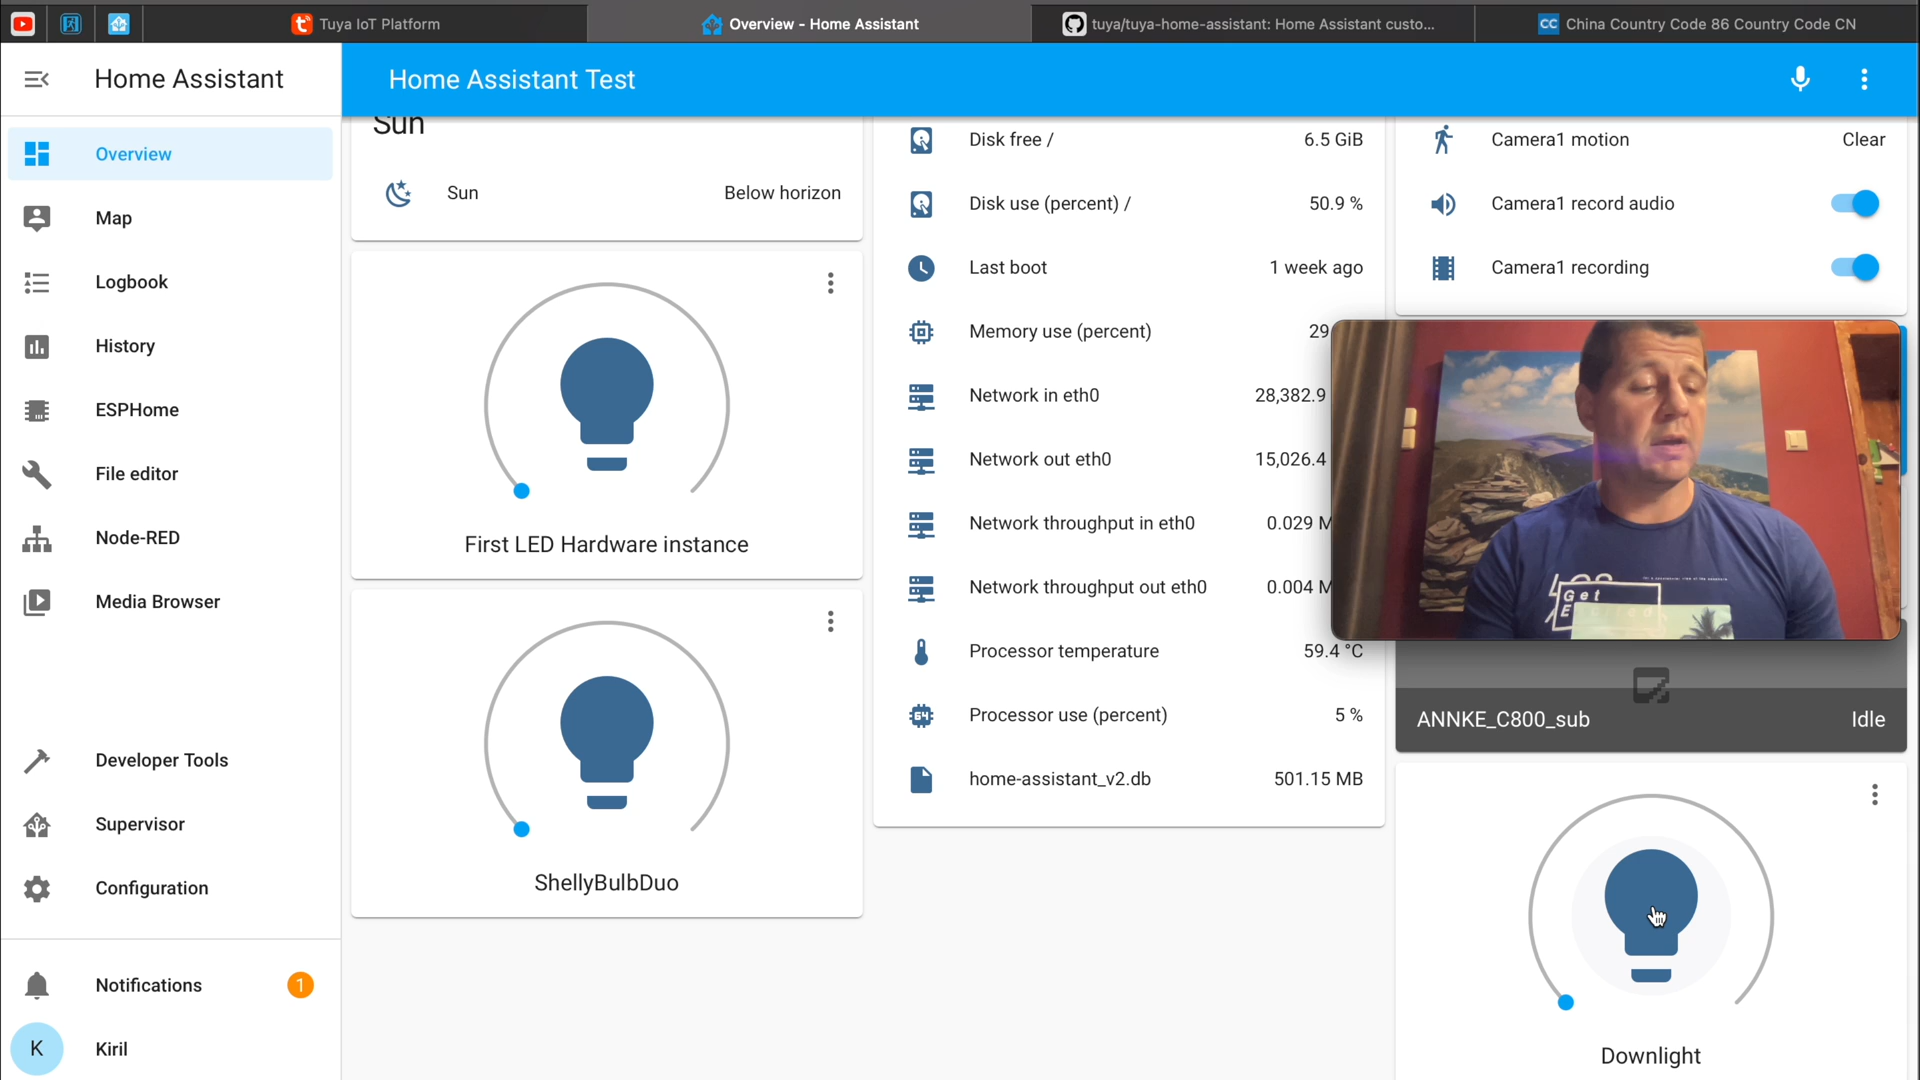 Tuya IoT Platform
Overview - Home Assistant
tuya/tuya-home-assistant: Home Assistant custo...
CC China Country Code 86 Country Code CN
Home Assistant
Home Assistant Test
Overview
Map
Logbook
History
ESPHome
File editor
Node-RED
Media Browser
Developer Tools
Supervisor
Configuration
Notifications 1
K Kiril
Sun
Sun Below horizon
First LED Hardware instance
ShellyBulbDuo
Disk free / 6.5 GiB
Disk use (percent) / 50.9 %
Last boot 1 week ago
Memory use (percent) 29
Network in eth0 28,382.9
Network out eth0 15,026.4
Network throughput in eth0 0.029 M
Network throughput out eth0 0.004 M
Processor temperature 59.4 °C
64 Processor use (percent) 5 %
home-assistant_v2.db 501.15 MB
Camera1 motion Clear
Camera1 record audio
Camera1 recording
Get
ANNKE_C800_sub Idle
Downlight